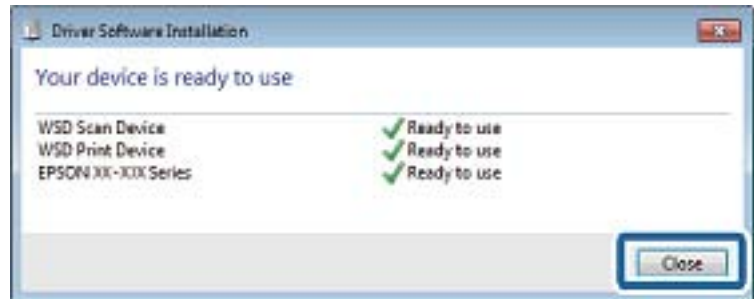 Driver Software Installation
Your device is ready to use
WSD Scan Device Ready to use
WSD Print Device Ready to use
EPSON XX-XXX Series Ready to use
Close